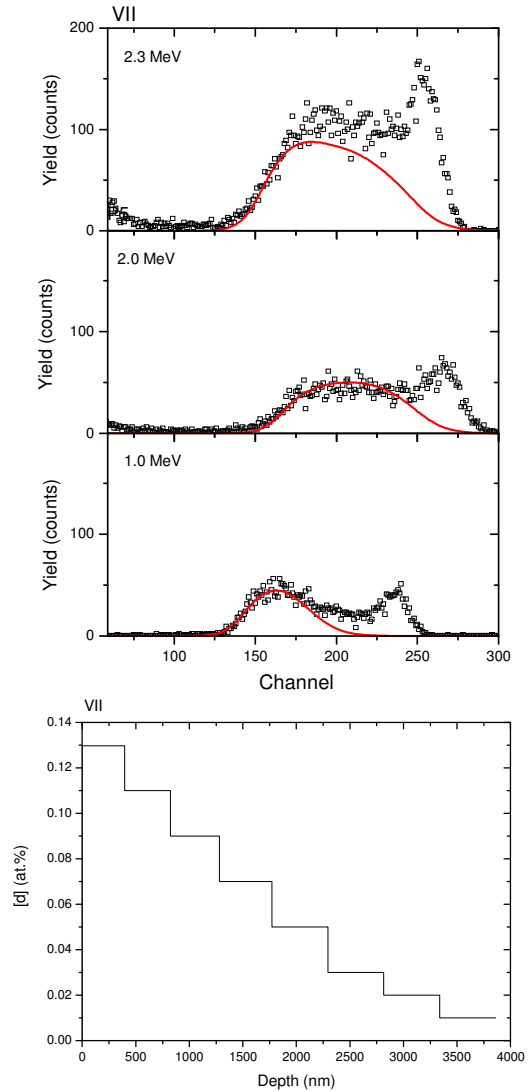 VII
200
2.3 MeV
100
0
Yield (counts)
2.0 MeV
100
0
Yield (counts)
1.0 MeV
100
0
Yield (counts)
100 150 200 250 300
Channel
VII
0.14
0.12
0.10
0.08
0.06
0.04
0.02
0.00
[d] (at.%)
0 500 1000 1500 2000 2500 3000 3500 4000
Depth (nm)